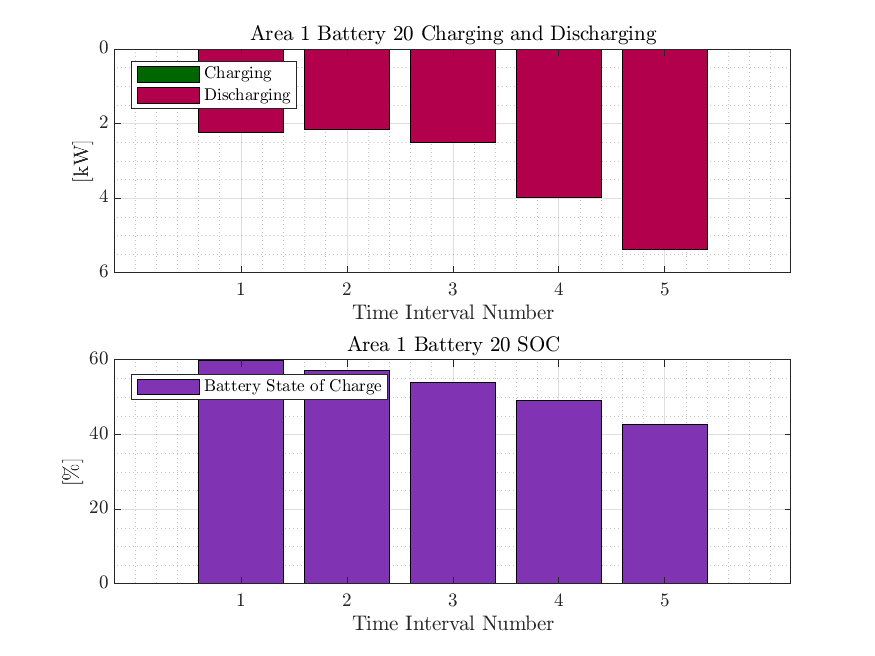 Area 1 Battery 20 Charging and Discharging
0
2
4
6
[kW]
Charging
Discharging
1 2 3 4 5
Time Interval Number
Area 1 Battery 20 SOC
60
40
20
0
[%]
Battery State of Charge
1 2 3 4 5
Time Interval Number